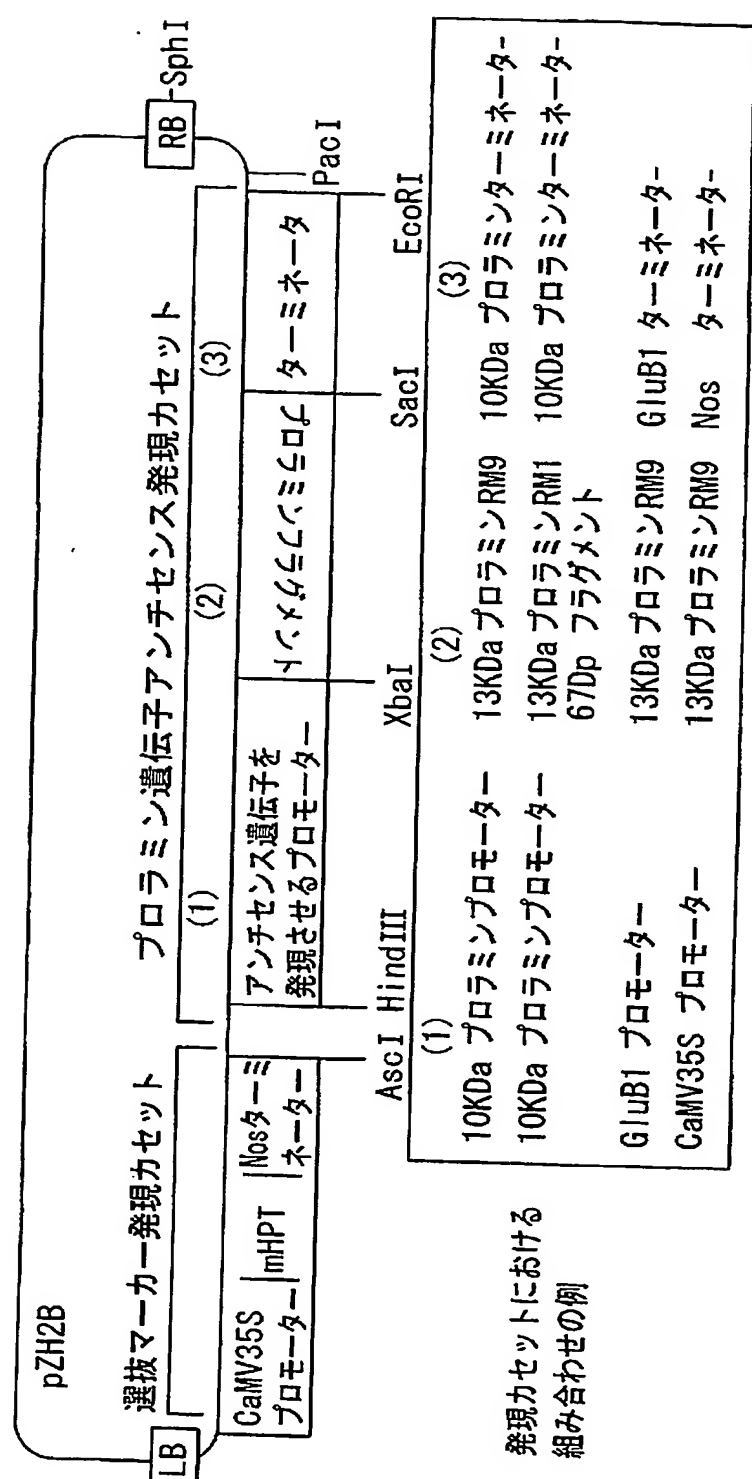 pZH2B
選抜マーカー発現カセット
プロラミン遺伝子アンチセンス発現カセット
(1)
(2)
(3)
LB
RB
SphI
CaMV35S
プロモーター
mHPT
Nosターミ
ネーター
アンチセンス遺伝子を
発現させるプロモーター
プロラミンフラグメント
ターミネータ
PacI
AscI
HindIII
XbaI
SacI
EcoRI
発現カセットにおける
組み合わせの例
(1)
(2)
(3)
10KDa プロラミンプロモーター 13KDa プロラミンRM9 10KDa プロラミンターミネーター
10KDa プロラミンプロモーター 13KDa プロラミンRM1 10KDa プロラミンターミネーター
67Dp フラグメント
GluB1 プロモーター 13KDa プロラミンRM9 GluB1 ターミネーター
CaMV35S プロモーター 13KDa プロラミンRM9 Nos ターミネーター